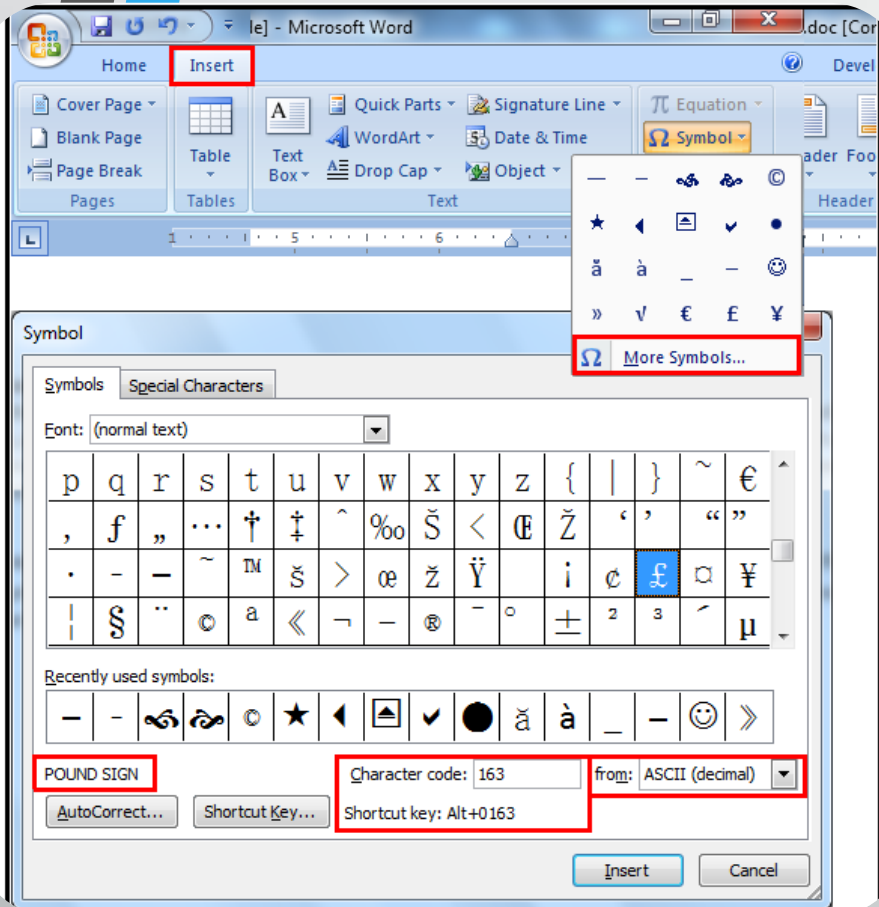 le] - Microsoft Word
.doc [Cor
Home Insert Devel
Cover Page Quick Parts Signature Line π Equation
Blank Page Table A Text Box WordArt Date & Time Ω Symbol
Page Break Drop Cap Object ader Foo
Pages Tables Text Header
1 5 6
— – ©
★ ◀ ✔ ●
ă à _ – ☺
» √ € £ ¥
Ω More Symbols...
Symbol
Symbols Special Characters
Font: (normal text)
p q r s t u v w x y z { | } ~ €
‚ ƒ „ … † ‡ ˆ ‰ Š < Œ Ž ‘ ’ “ ”
· – — ~ ™ š > œ ž Ÿ ¡ ¢ £ ¤ ¥
¦ § ¨ © ª « ¬ – ® ¯ ° ± ² ³ ´ µ
Recently used symbols:
— – © ★ ◀ ✔ ● ă à _ – ☺ »
POUND SIGN Character code: 163 from: ASCII (decimal)
AutoCorrect... Shortcut Key... Shortcut key: Alt+0163
Insert Cancel